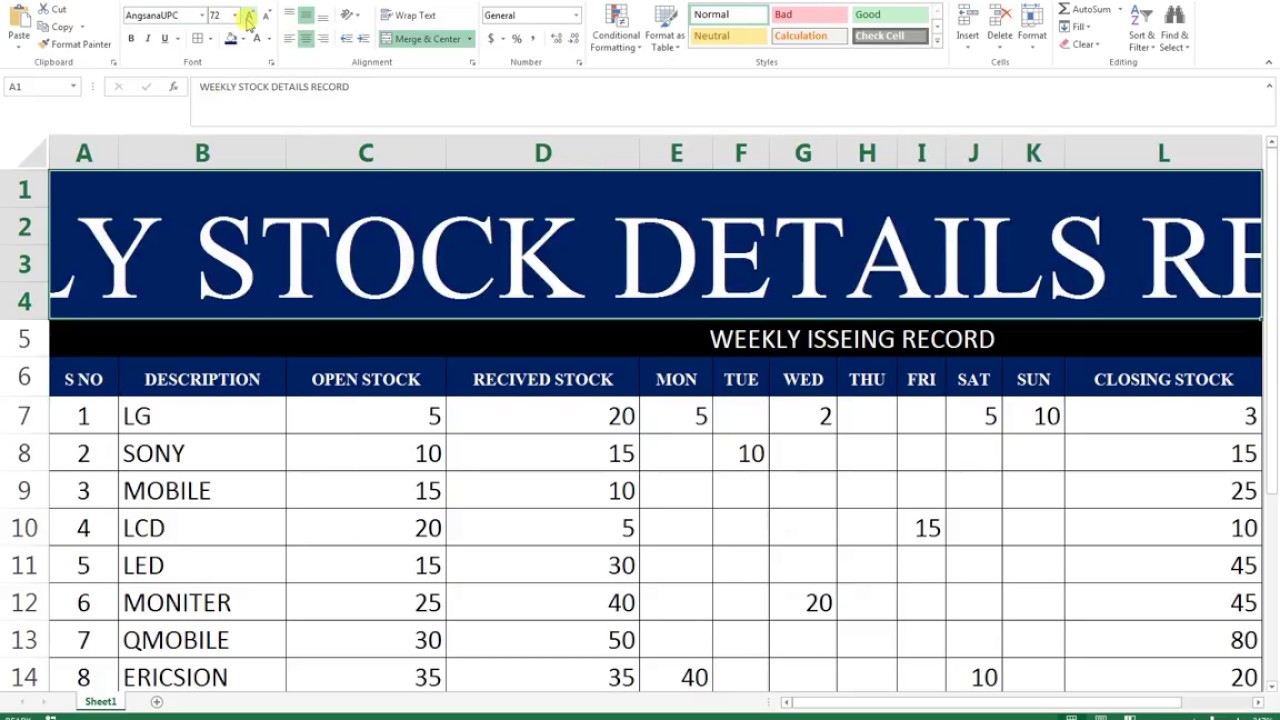 Cut
Copy
Format Painter
Paste
Clipboard
AngsanaUPC 72
B I U
Font
Wrap Text
Merge & Center
Alignment
General
$ % ,
Number
Conditional Formatting
Format as Table
Normal Bad Good
Neutral Calculation Check Cell
Styles
Insert Delete Format
Cells
AutoSum
Fill
Clear
Sort & Filter
Find & Select
Editing
A1 fx WEEKLY STOCK DETAILS RECORD
A B C D E F G H I J K L
1
2
3
4
LY STOCK DETAILS RE
5 WEEKLY ISSEING RECORD
6 S NO DESCRIPTION OPEN STOCK RECIVED STOCK MON TUE WED THU FRI SAT SUN CLOSING STOCK
7 1 LG 5 20 5 2 5 10 3
8 2 SONY 10 15 10 15
9 3 MOBILE 15 10 25
10 4 LCD 20 5 15 10
11 5 LED 15 30 45
12 6 MONITER 25 40 20 45
13 7 QMOBILE 30 50 80
14 8 ERICSION 35 35 40 10 20
Sheet1